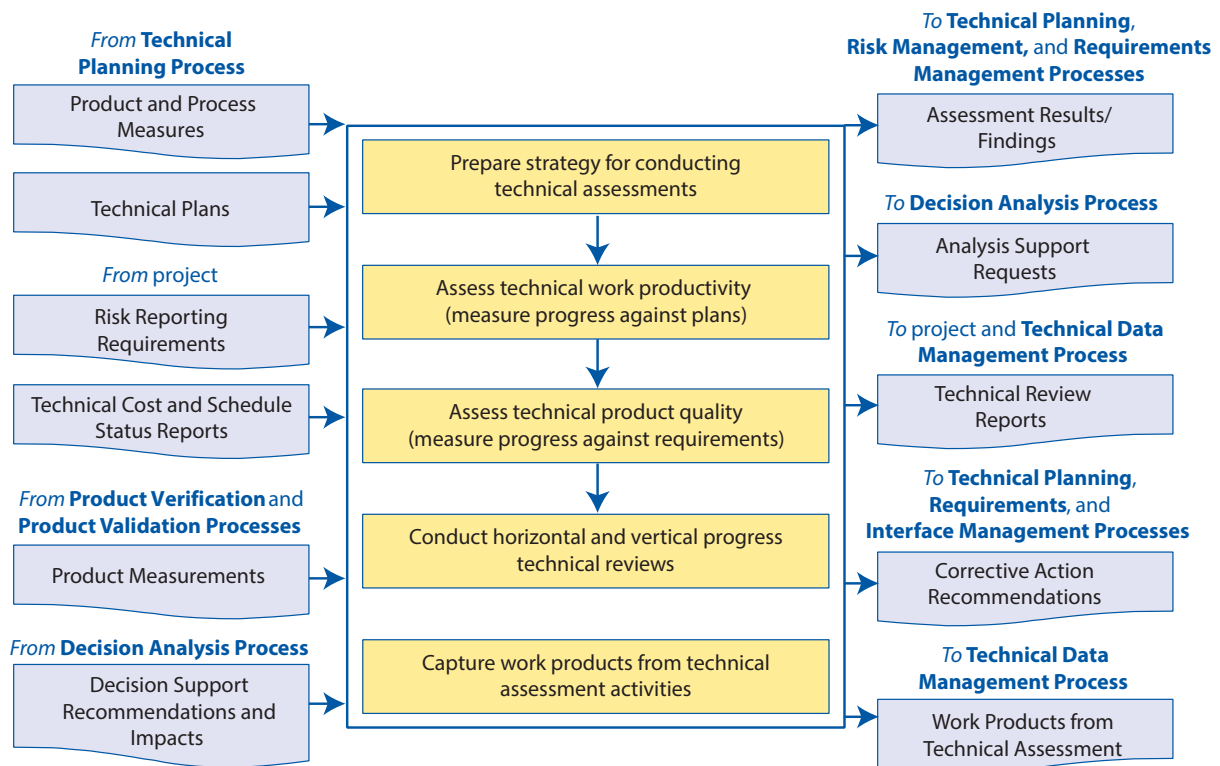 From Technical
Planning Process
Product and Process
Measures
Technical Plans
From project
Risk Reporting
Requirements
Technical Cost and Schedule
Status Reports
From Product Verification and
Product Validation Processes
Product Measurements
From Decision Analysis Process
Decision Support
Recommendations and
Impacts
Prepare strategy for conducting
technical assessments
Assess technical work productivity
(measure progress against plans)
Assess technical product quality
(measure progress against requirements)
Conduct horizontal and vertical progress
technical reviews
Capture work products from technical
assessment activities
To Technical Planning,
Risk Management, and Requirements
Management Processes
Assessment Results/
Findings
To Decision Analysis Process
Analysis Support
Requests
To project and Technical Data
Management Process
Technical Review
Reports
To Technical Planning,
Requirements, and
Interface Management Processes
Corrective Action
Recommendations
To Technical Data
Management Process
Work Products from
Technical Assessment